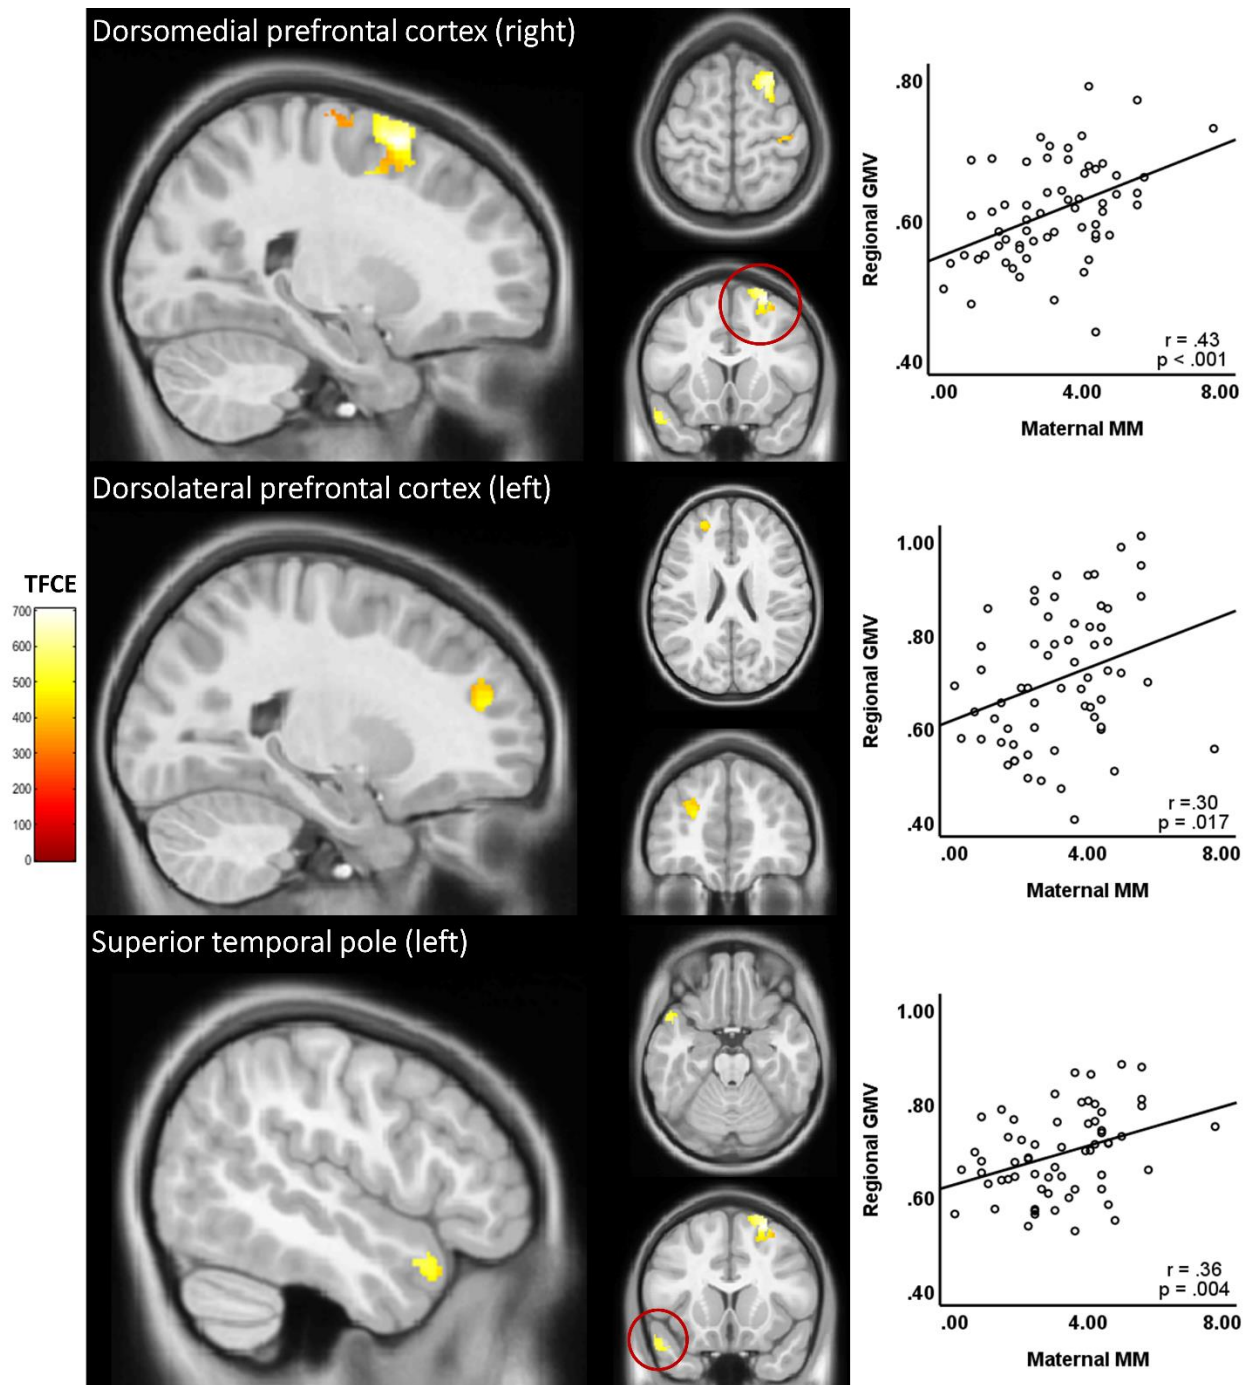 Dorsomedial prefrontal cortex (right)
.80
.60
.40
Regional GMV
r = .43
p < .001
.00 4.00 8.00
Maternal MM
Dorsolateral prefrontal cortex (left)
TFCE
700
600
500
400
300
200
100
0
1.00
.80
.60
.40
Regional GMV
r =.30
p = .017
.00 4.00 8.00
Maternal MM
Superior temporal pole (left)
1.00
.80
.60
.40
Regional GMV
r = .36
p = .004
.00 4.00 8.00
Maternal MM